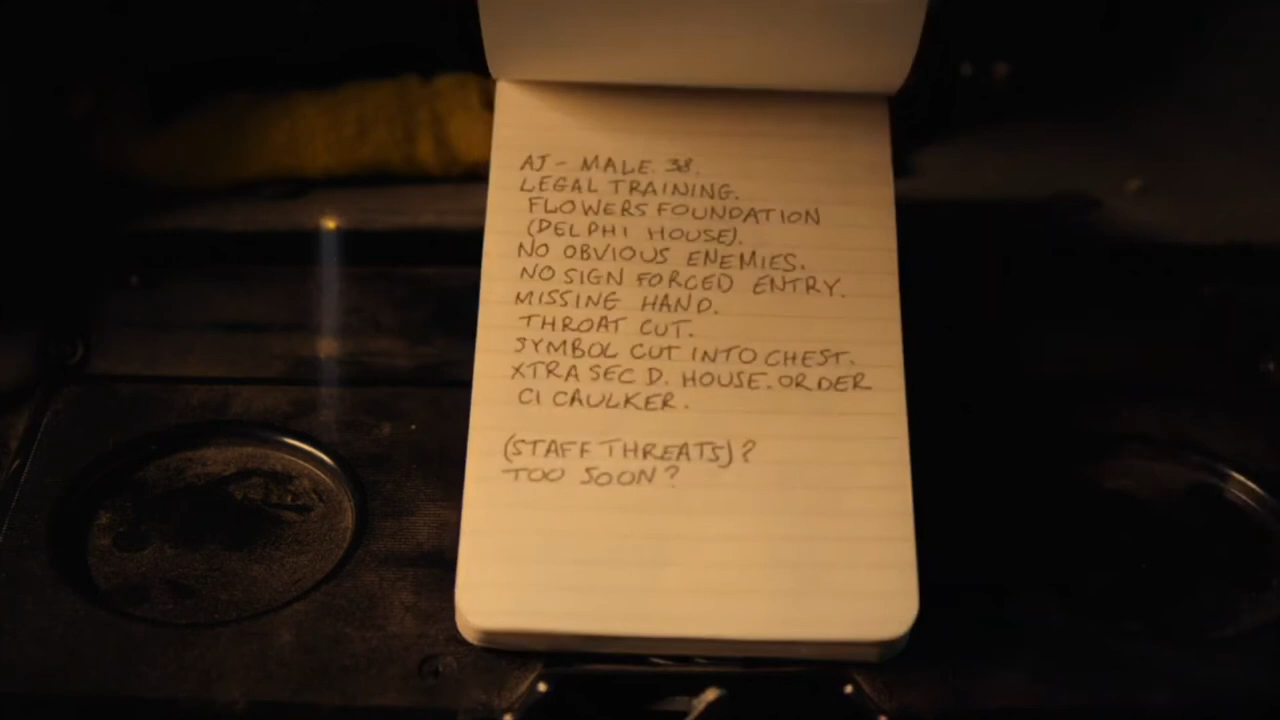 AJ - MALE. 38.
LEGAL TRAINING.
FLOWERS FOUNDATION
(DELPHI HOUSE).
NO OBVIOUS ENEMIES.
NO SIGN FORCED ENTRY.
MISSING HAND.
THROAT CUT.
SYMBOL CUT INTO CHEST.
XTRA SEC D. HOUSE. ORDER
CI CAULKER.
(STAFF THREATS)?
TOO SOON?